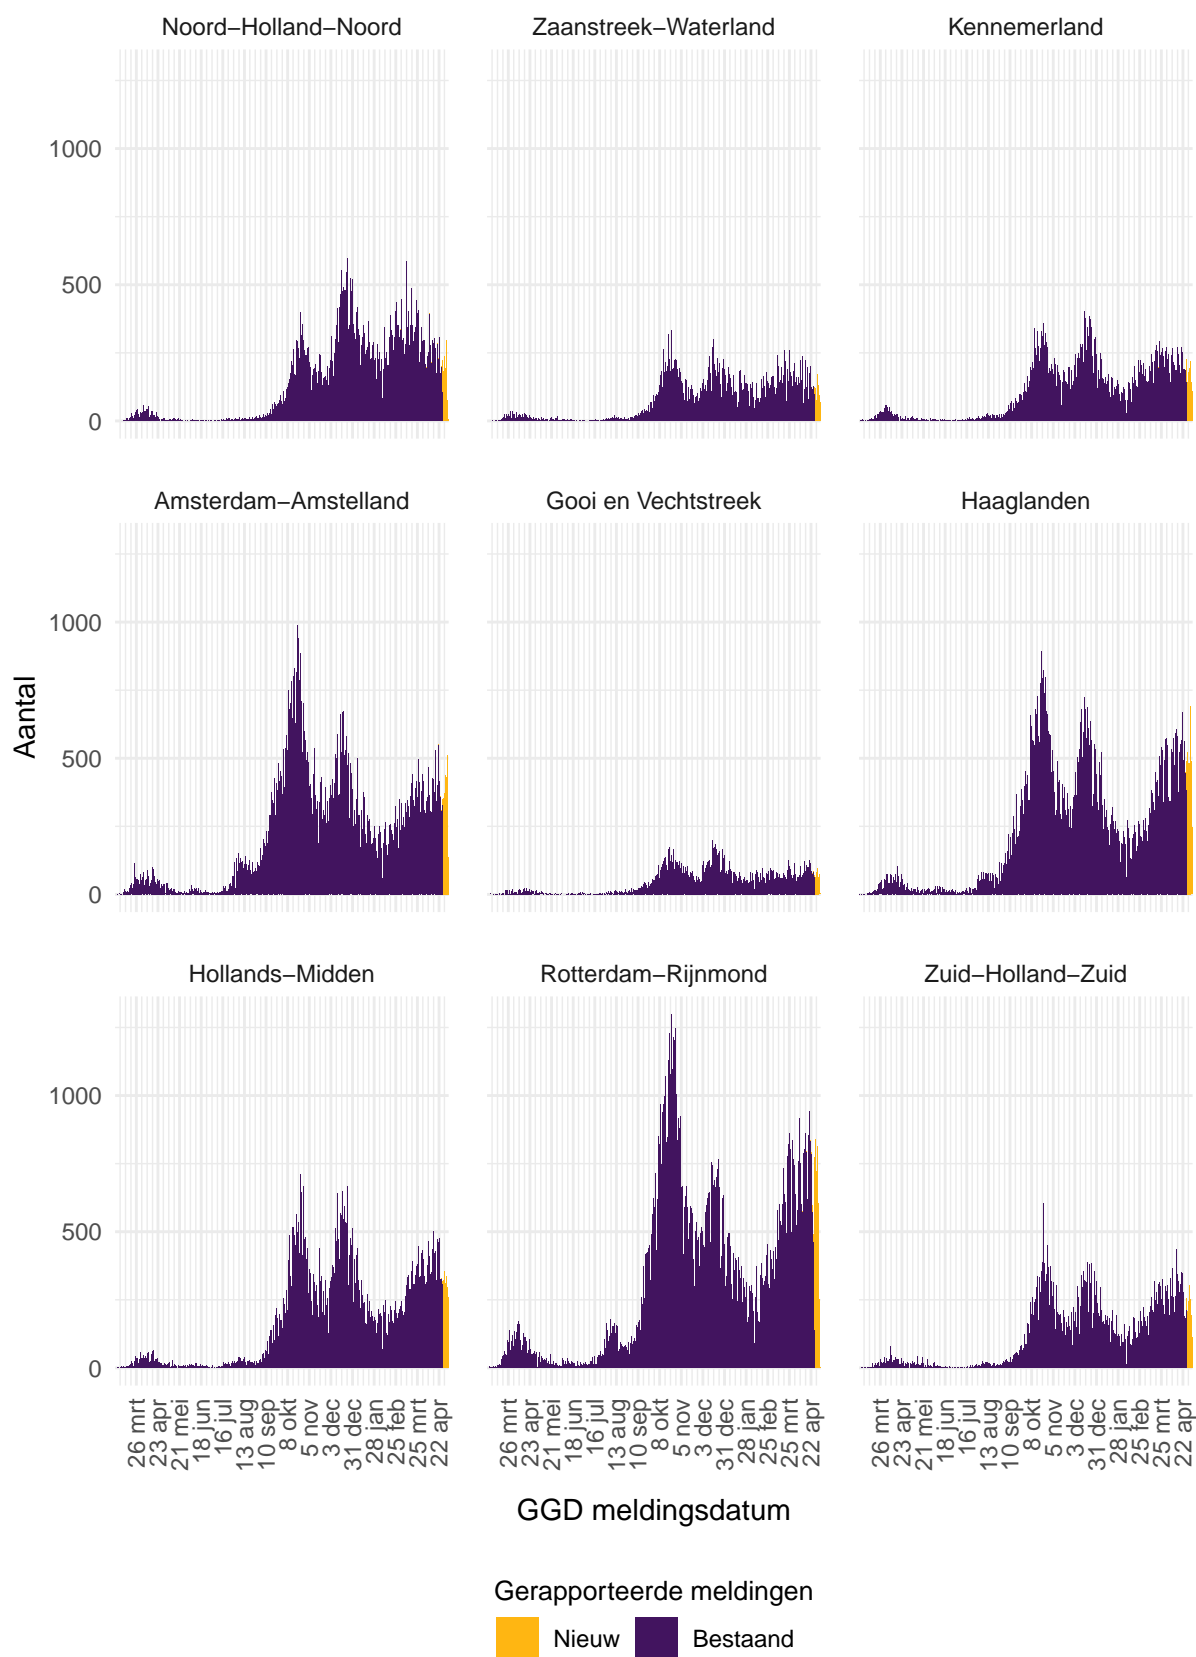 Noord−Holland−Noord
Zaanstreek−Waterland
Kennemerland
1000
500
0
Amsterdam−Amstelland
Gooi en Vechtstreek
Haaglanden
1000
500
0
Hollands−Midden
Rotterdam−Rijnmond
Zuid−Holland−Zuid
1000
500
0
Aantal
26 mrt
23 apr
21 mei
18 jun
16 jul
13 aug
10 sep
8 okt
5 nov
3 dec
31 dec
28 jan
25 feb
25 mrt
22 apr
26 mrt
23 apr
21 mei
18 jun
16 jul
13 aug
10 sep
8 okt
5 nov
3 dec
31 dec
28 jan
25 feb
25 mrt
22 apr
26 mrt
23 apr
21 mei
18 jun
16 jul
13 aug
10 sep
8 okt
5 nov
3 dec
31 dec
28 jan
25 feb
25 mrt
22 apr
GGD meldingsdatum
Gerapporteerde meldingen
Nieuw
Bestaand